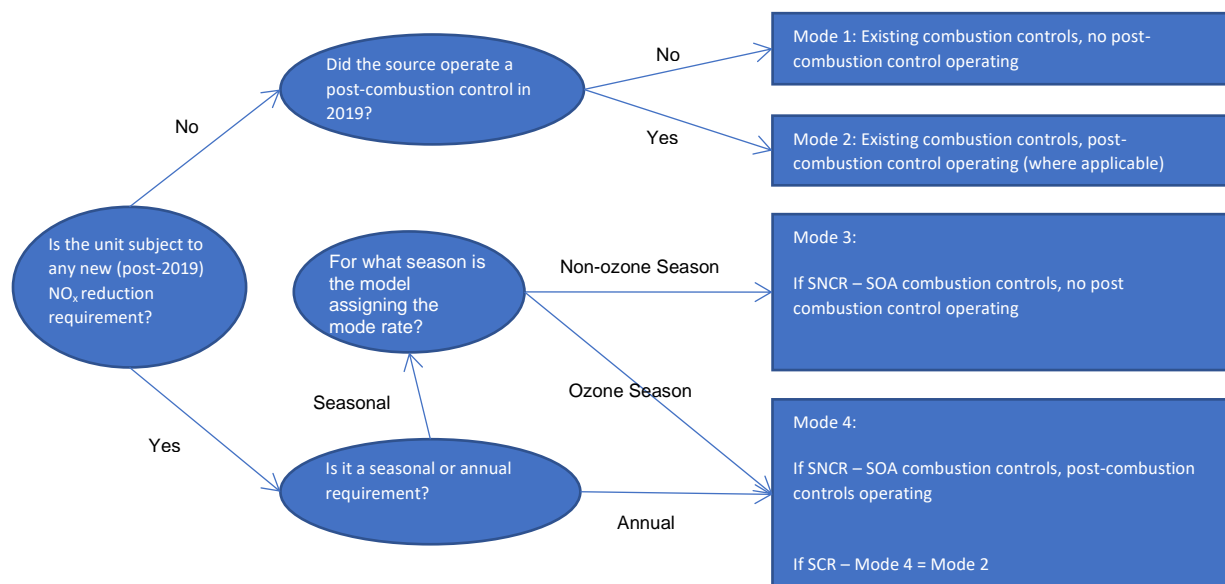 Is the unit subject to
any new (post-2019)
NOx reduction
requirement?
No
Did the source operate a
post-combustion control in
2019?
No
Mode 1: Existing combustion controls, no post-
combustion control operating
Yes
Mode 2: Existing combustion controls, post-
combustion control operating (where applicable)
Yes
Is it a seasonal or annual
requirement?
Seasonal
For what season is
the model
assigning the
mode rate?
Non-ozone Season
Mode 3:
If SNCR – SOA combustion controls, no post
combustion control operating
Ozone Season
Annual
Mode 4:
If SNCR – SOA combustion controls, post-combustion
controls operating
If SCR – Mode 4 = Mode 2